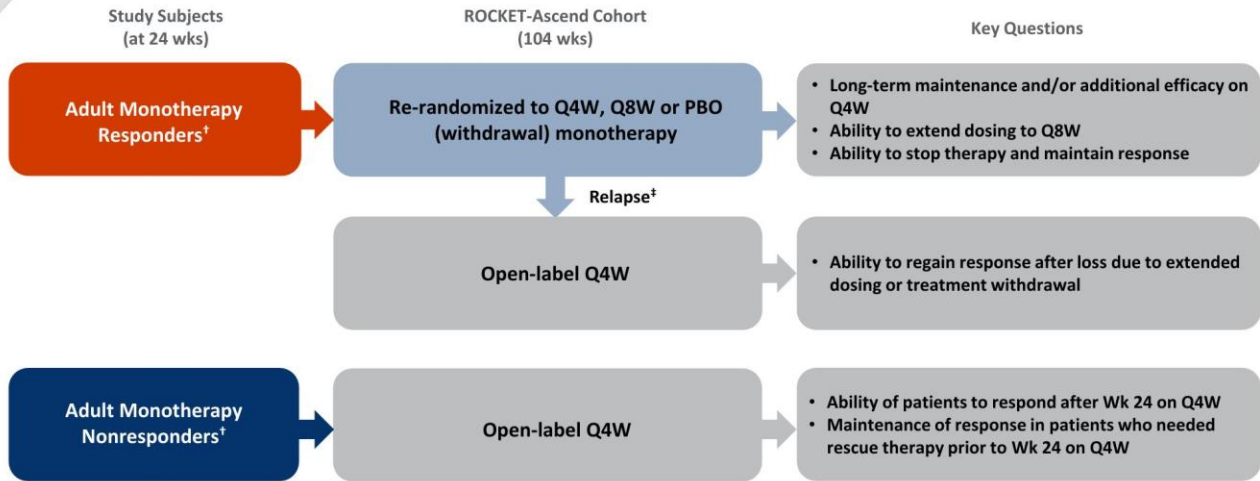 Study Subjects
(at 24 wks)
ROCKET-Ascend Cohort
(104 wks)
Key Questions
Adult Monotherapy
Responders†
Re-randomized to Q4W, Q8W or PBO
(withdrawal) monotherapy
• Long-term maintenance and/or additional efficacy on
Q4W
• Ability to extend dosing to Q8W
• Ability to stop therapy and maintain response
Relapse‡
Open-label Q4W
• Ability to regain response after loss due to extended
dosing or treatment withdrawal
Adult Monotherapy
Nonresponders†
Open-label Q4W
• Ability of patients to respond after Wk 24 on Q4W
• Maintenance of response in patients who needed
rescue therapy prior to Wk 24 on Q4W